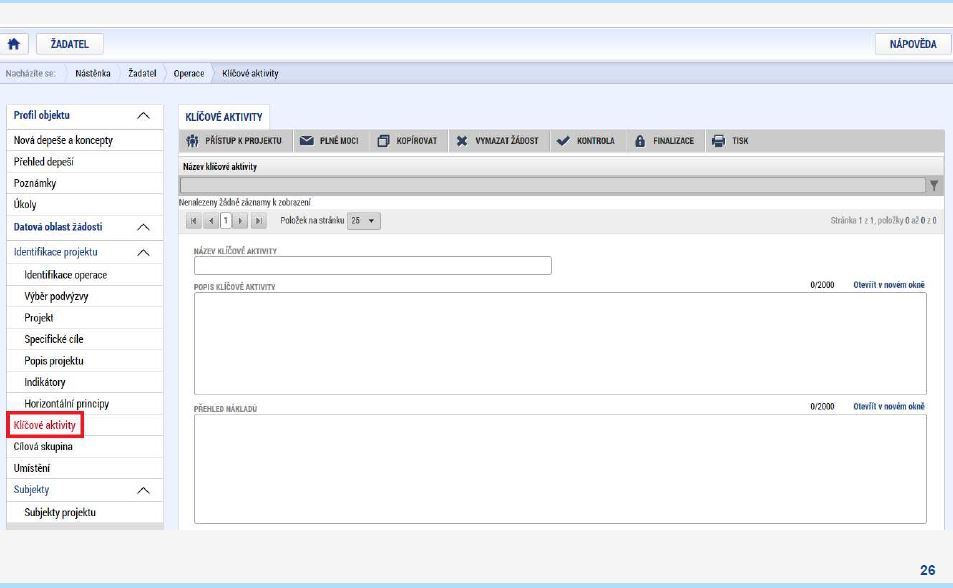 ŽADATEL
NÁPOVĚDA
Nacházíte se: Nástěnka Žadatel Operace Klíčové aktivity
Profil objektu
Nová depeše a koncepty
Přehled depeší
Poznámky
Úkoly
Datová oblast žádosti
Identifikace projektu
Identifikace operace
Výběr podvýzvy
Projekt
Specifické cíle
Popis projektu
Indikátory
Horizontální principy
Klíčové aktivity
Cílová skupina
Umístění
Subjekty
Subjekty projektu
KLÍČOVÉ AKTIVITY
PŘÍSTUP K PROJEKTU PLNÉ MOCI KOPÍROVAT VYMAZAT ŽÁDOST KONTROLA FINALIZACE TISK
Název klíčové aktivity
Nenalezeny žádné záznamy k zobrazení
1 Položek na stránku 25 Stránka 1 z 1, položky 0 až 0 z 0
NÁZEV KLÍČOVÉ AKTIVITY
POPIS KLÍČOVÉ AKTIVITY 0/2000 Otevřít v novém okně
PŘEHLED NÁKLADŮ 0/2000 Otevřít v novém okně
26